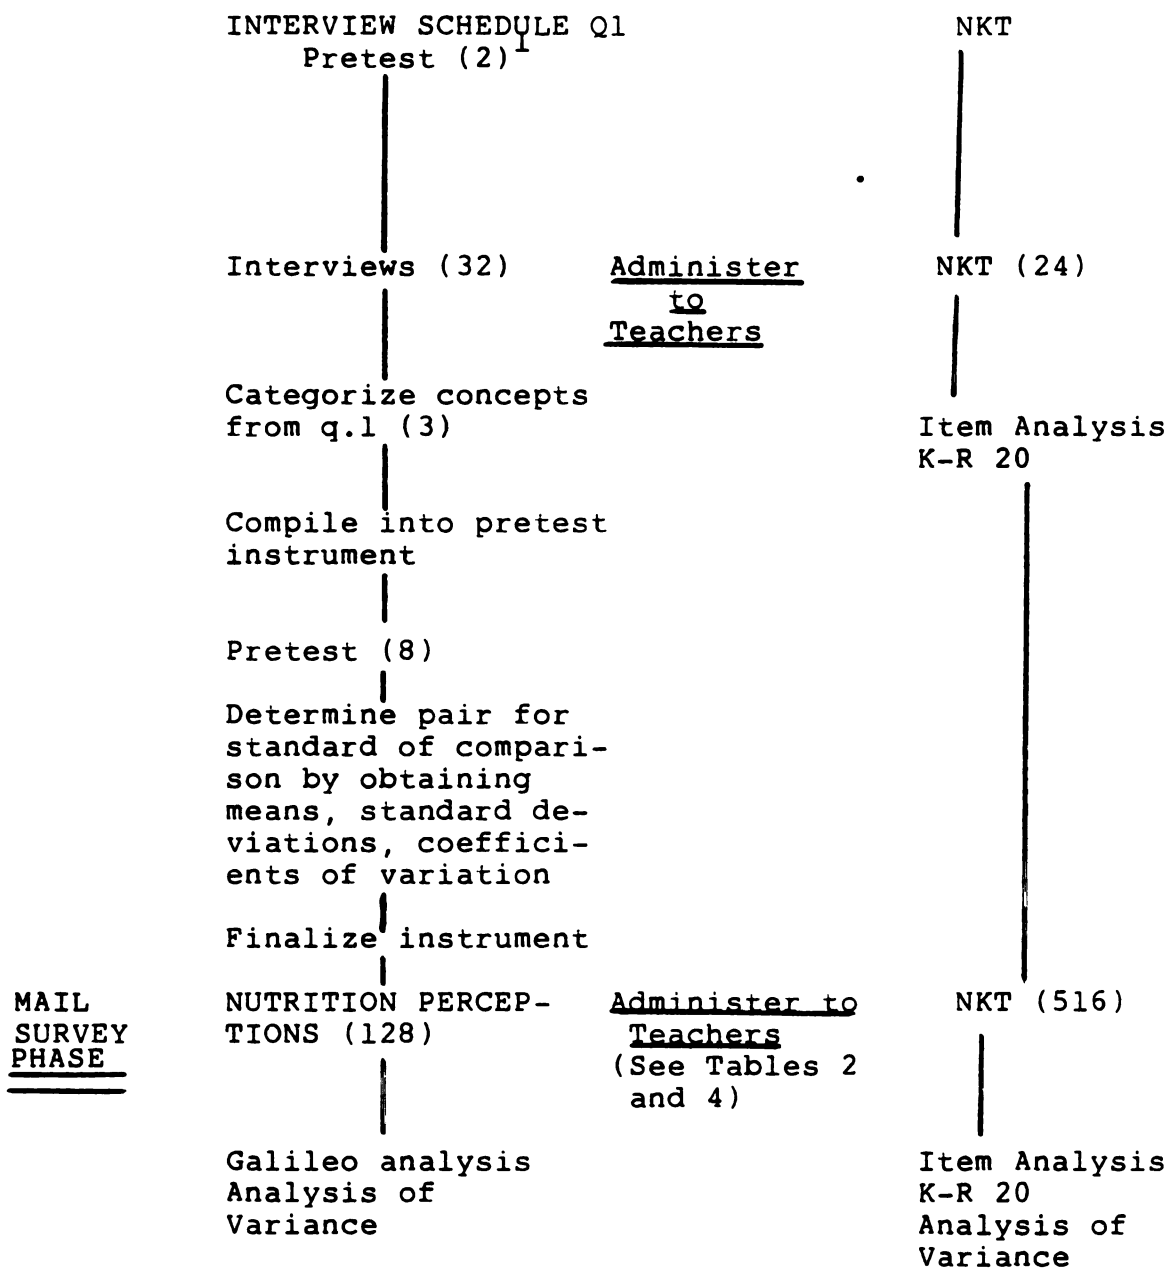 INTERVIEW SCHEDULE Q1
Pretest (2)
NKT
Interviews (32)
Administer
to
Teachers
NKT (24)
Categorize concepts
from q.1 (3)
Item Analysis
K-R 20
Compile into pretest
instrument
Pretest (8)
Determine pair for
standard of compari-
son by obtaining
means, standard de-
viations, coeffici-
ents of variation
Finalize instrument
MAIL
SURVEY
PHASE
NUTRITION PERCEP-
TIONS (128)
Administer to
Teachers
(See Tables 2
and 4)
NKT (516)
Galileo analysis
Analysis of
Variance
Item Analysis
K-R 20
Analysis of
Variance